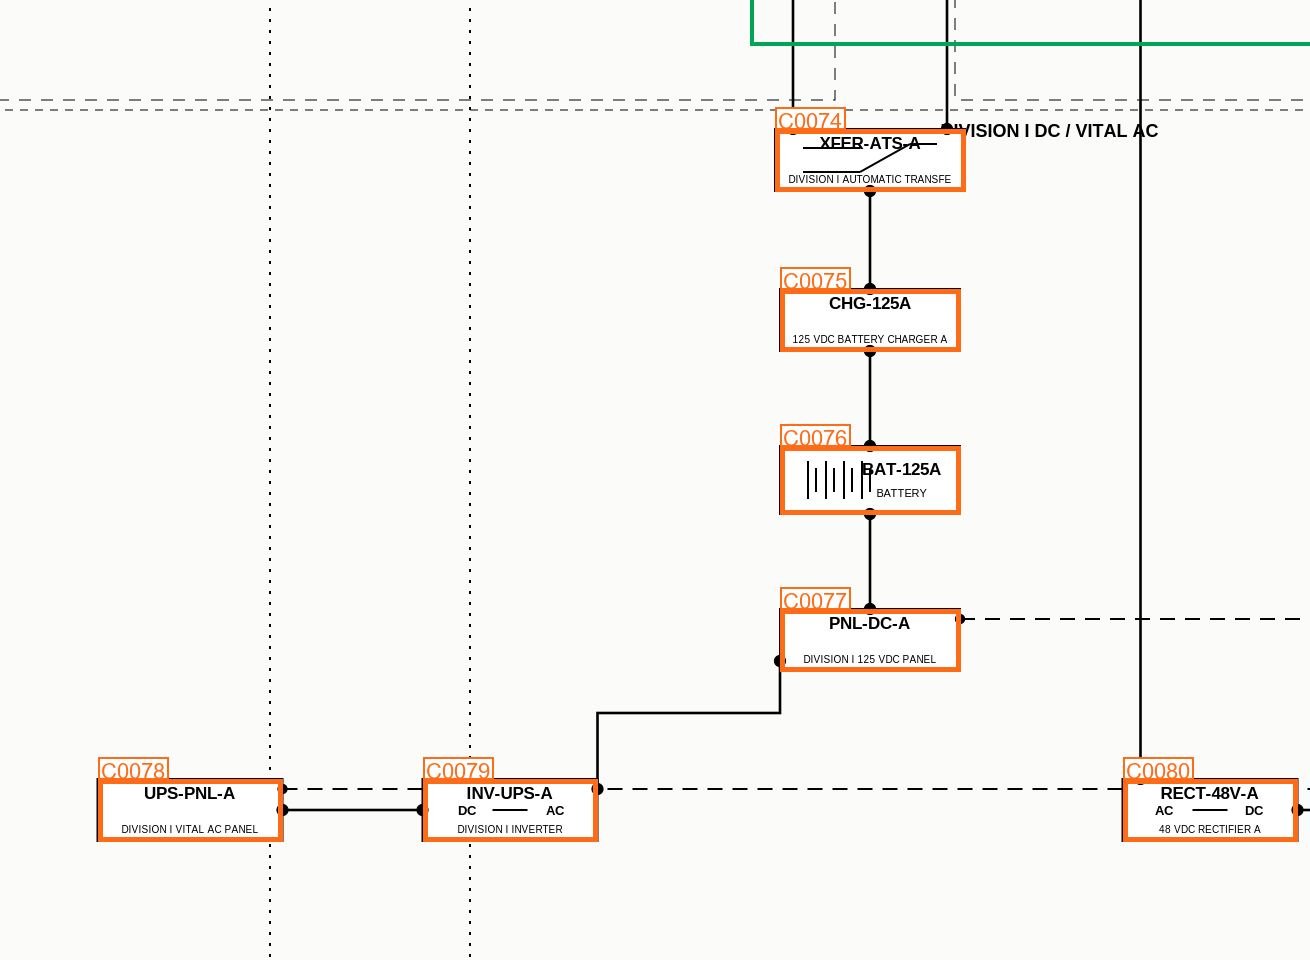 C0074
DIVISION I DC / VITAL AC
XFER-ATS-A
DIVISION I AUTOMATIC TRANSFE
C0075
CHG-125A
125 VDC BATTERY CHARGER A
C0076
BAT-125A
BATTERY
C0077
PNL-DC-A
DIVISION I 125 VDC PANEL
C0078
UPS-PNL-A
DIVISION I VITAL AC PANEL
C0079
INV-UPS-A
DC AC
DIVISION I INVERTER
C0080
RECT-48V-A
AC DC
48 VDC RECTIFIER A